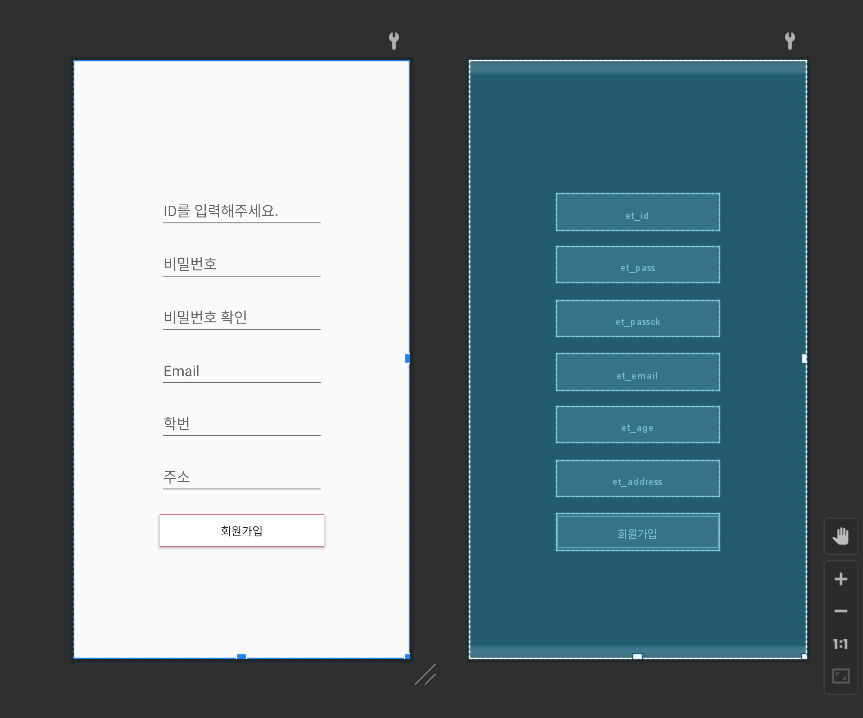 ID를 입력해주세요.
비밀번호
비밀번호 확인
Email
학번
주소
회원가입
et_id
et_pass
et_passck
et_email
et_age
et_address
회원가입
1:1